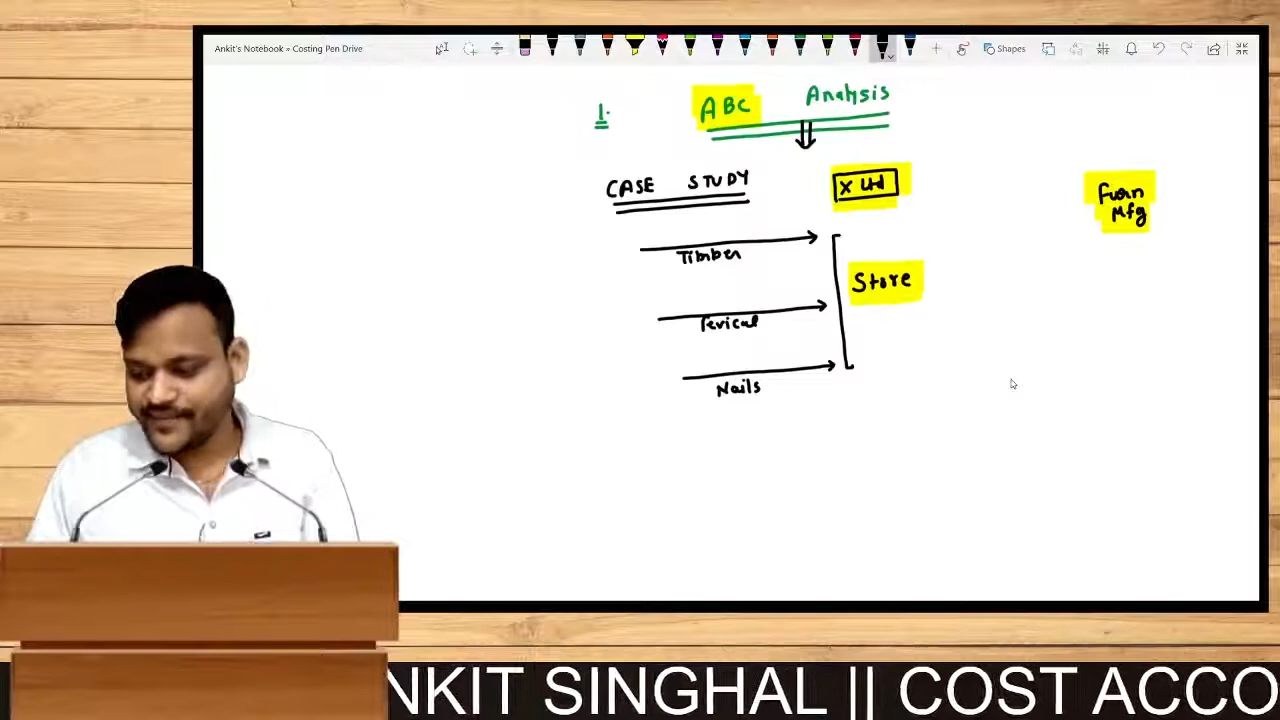 Ankit's Notebook » Costing Pen Drive
Shapes
1.
ABC Analysis
CASE STUDY
X Ltd
Furn
Mfg
Timber
Store
Fevical
Nails
NKIT SINGHAL || COST ACCO